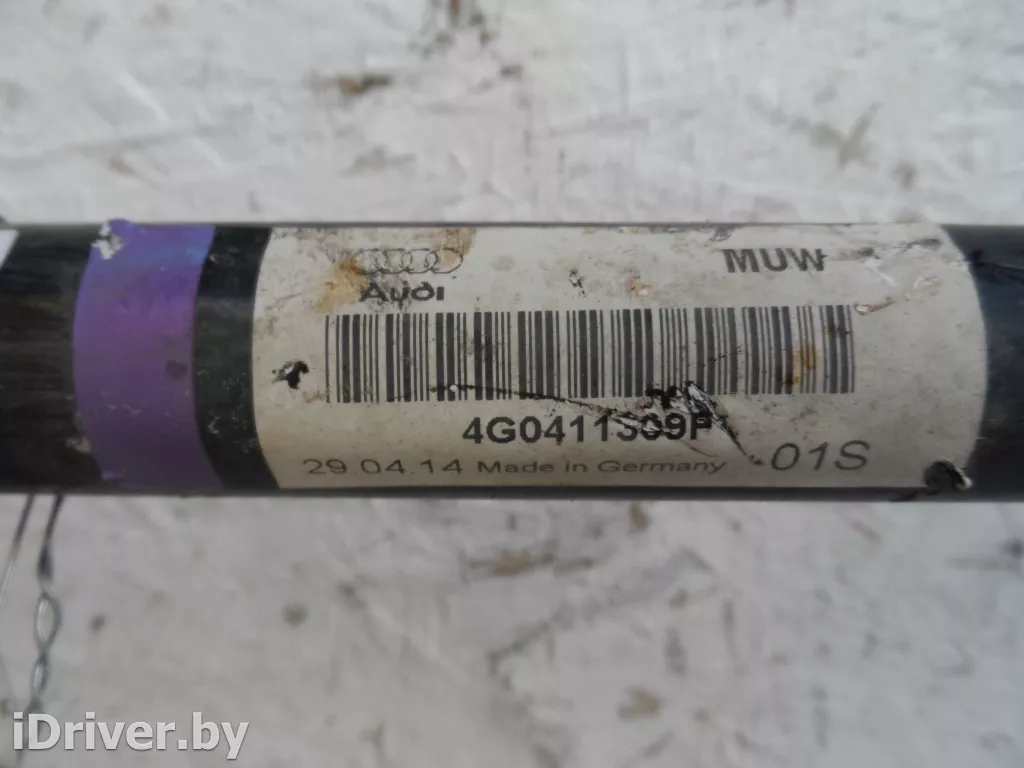 Audi
MUW
4G0411309P
29.04.14 Made in Germany .01S
iDriver.by